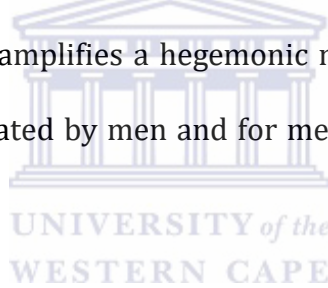 amplifies a hegemonic
ated by men and for
UNIVERSITY of the
WESTERN CAPE